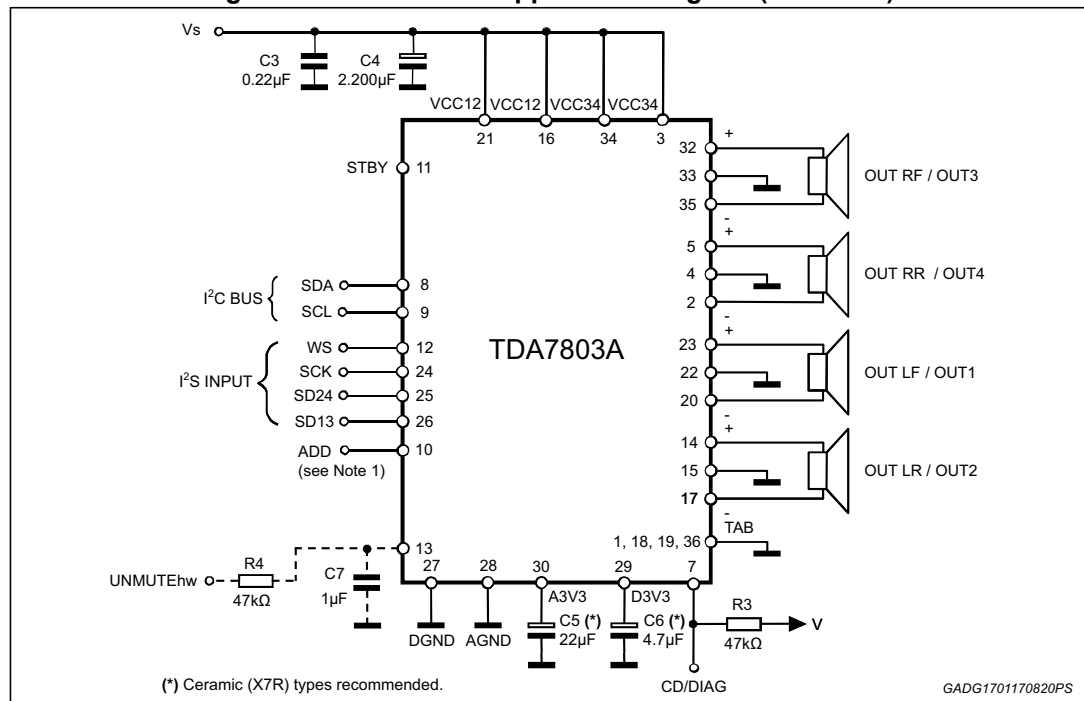 Vs
C3
0.22µF
C4
2.200µF
VCC12
VCC12
VCC34
VCC34
21
16
34
3
STBY
11
I²C BUS
SDA
8
SCL
9
I²S INPUT
WS
12
SCK
24
SD24
25
SD13
26
ADD
10
(see Note 1)
TDA7803A
+
32
33
35
-
OUT RF / OUT3
+
5
4
2
-
OUT RR / OUT4
+
23
22
20
-
OUT LF / OUT1
+
14
15
17
-
OUT LR / OUT2
TAB
1, 18, 19, 36
13
UNMUTEhw
R4
47kΩ
C7
1µF
27
28
30
29
7
DGND
AGND
A3V3
C5 (*)
22µF
D3V3
C6 (*)
4.7µF
R3
47kΩ
V
CD/DIAG
(*) Ceramic (X7R) types recommended.
GADG1701170820PS